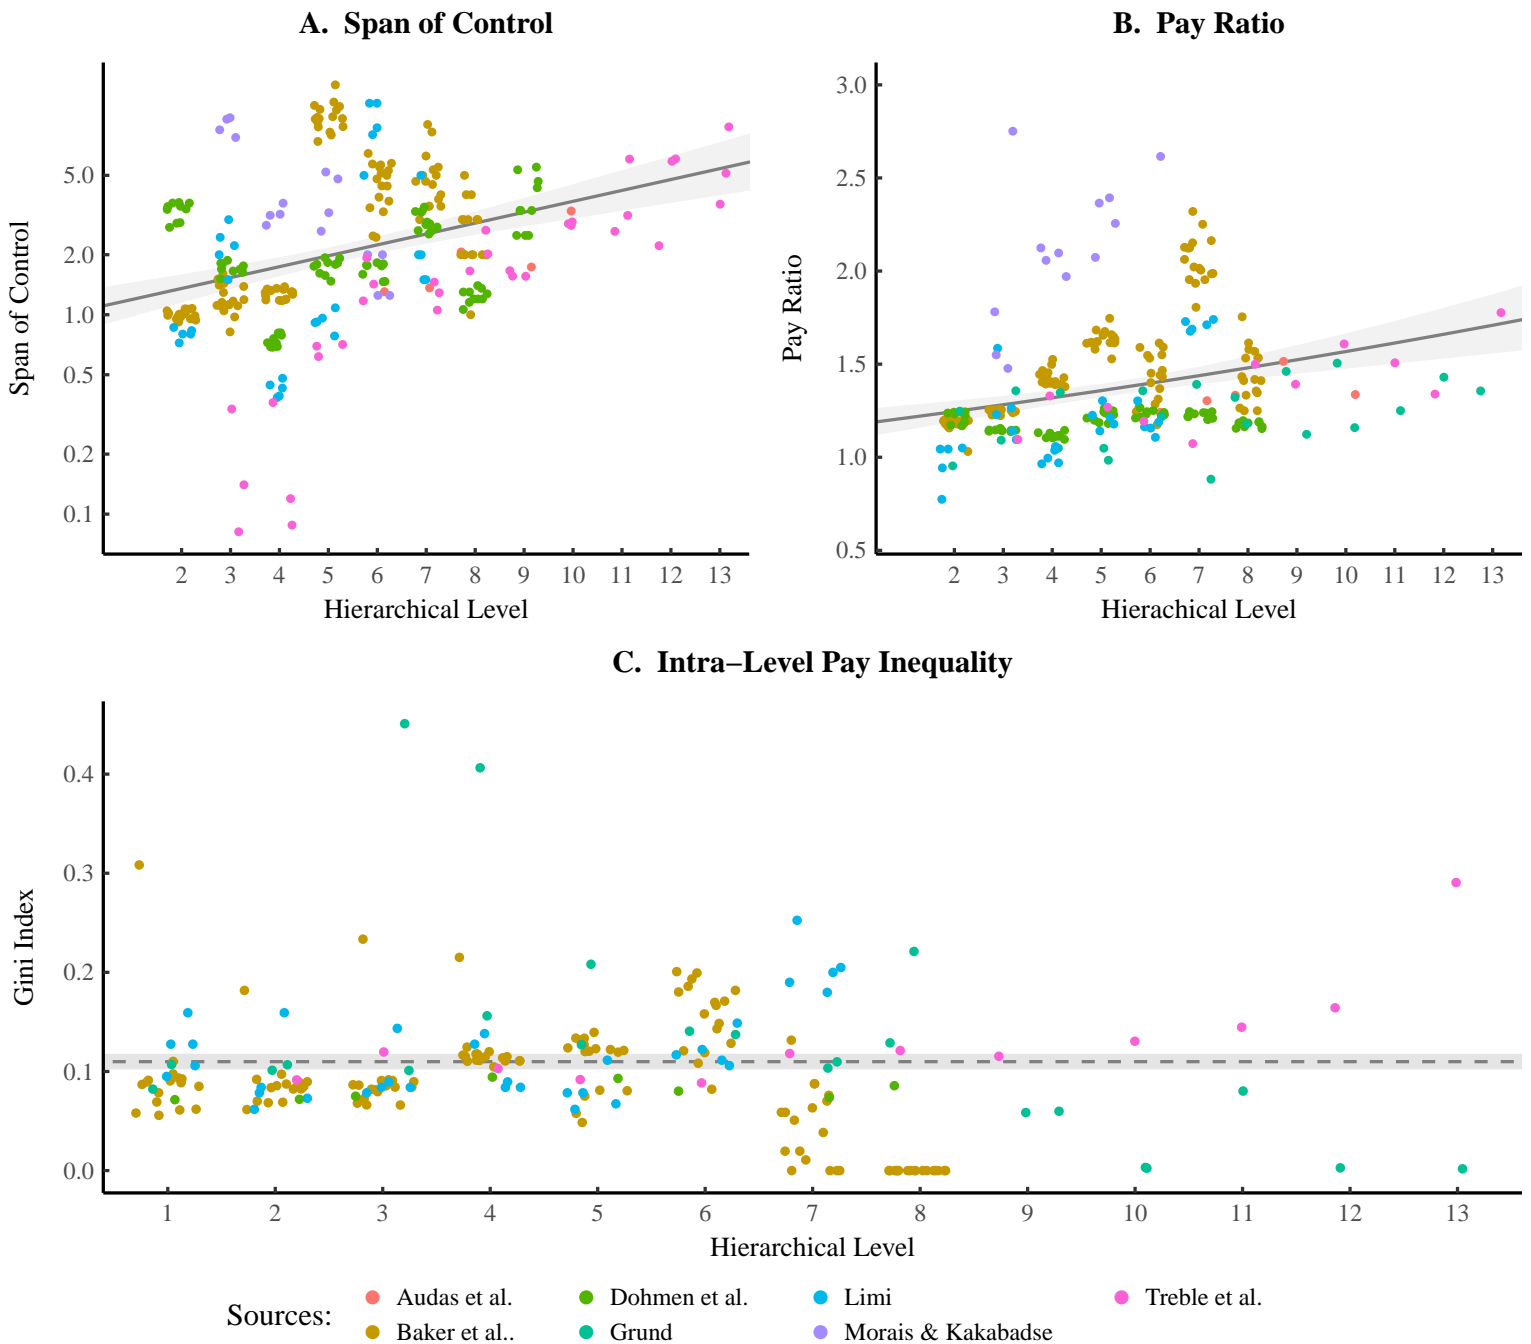 A. Span of Control
B. Pay Ratio
Span of Control
5.0
2.0
1.0
0.5
0.2
0.1
2 3 4 5 6 7 8 9 10 11 12 13
Hierarchical Level
Pay Ratio
3.0
2.5
2.0
1.5
1.0
0.5
2 3 4 5 6 7 8 9 10 11 12 13
Hierachical Level
C. Intra−Level Pay Inequality
Gini Index
0.4
0.3
0.2
0.1
0.0
1 2 3 4 5 6 7 8 9 10 11 12 13
Hierarchical Level
Sources:
Audas et al.
Baker et al..
Dohmen et al.
Grund
Limi
Morais & Kakabadse
Treble et al.